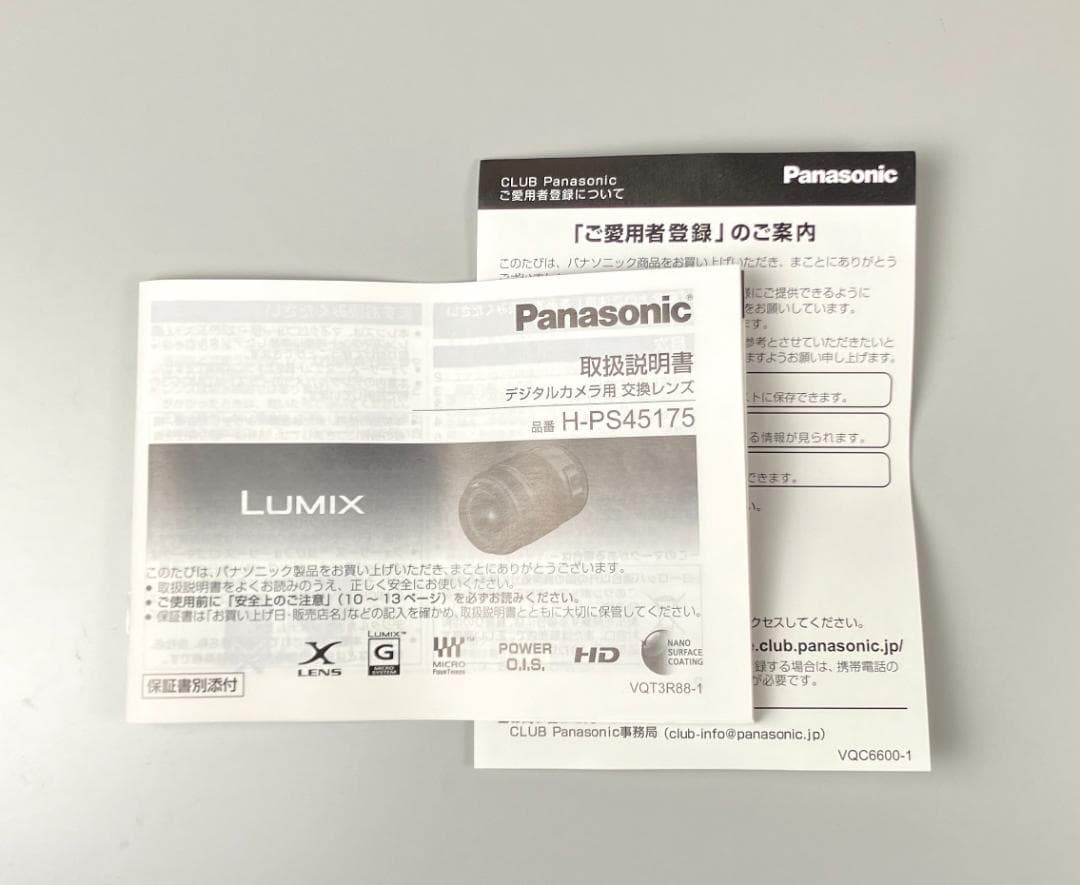 CLUB Panasonic
ご愛用者登録について
Panasonic
「ご愛用者登録」のご案内
このたびは、パナソニック商品をお買い上げいただき、まことにありがとう
にご提供できるように
をお願いしています。
ます。
参考とさせていただきたいと
ますようお願い申し上げます。
トに保存できます。
る情報が見られます。
できます。
い。
クセスしてください。
.club.panasonic.jp/
録する場合は、携帯電話の
が必要です。
CLUB Panasonic事務局（club-info@panasonic.jp）
VQC6600-1
Panasonic®
取扱説明書
デジタルカメラ用 交換レンズ
品番 H-PS45175
LUMIX
このたびは、パナソニック製品をお買い上げいただき、まことにありがとうございます。
● 取扱説明書をよくお読みのうえ、正しく安全にお使いください。
● ご使用前に「安全上のご注意」（10～13ページ）を必ずお読みください。
● 保証書は「お買い上げ日・販売店名」などの記入を確かめ、取扱説明書とともに大切に保管してください。
X
LENS
LUMIX™
G
MICRO
SYSTEM
™
MICRO
FOURTHIRDS
POWER
O.I.S.
HD
NANO
SURFACE
COATING
保証書別添付
VQT3R88-1